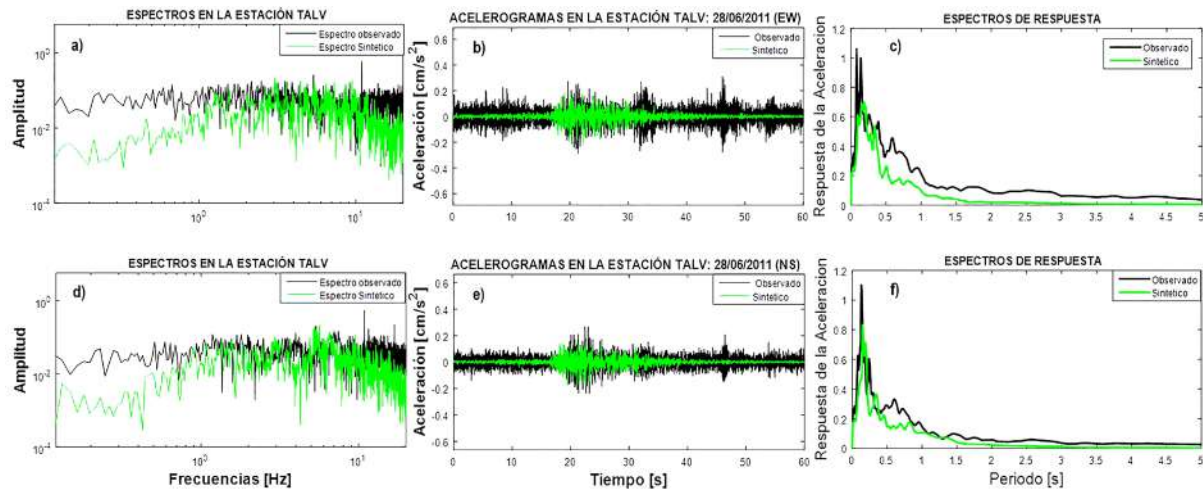 ESPECTROS EN LA ESTACIÓN TALV
a)
Espectro observado
Espectro Sintetico
Amplitud
10^0
10^-2
10^-4
10^0
10^1
ACELEROGRAMAS EN LA ESTACIÓN TALV: 28/06/2011 (EW)
b)
Observado
Sintético
Aceleración [cm/s²]
0.6
0.4
0.2
0
-0.2
-0.4
-0.6
0 10 20 30 40 50 60
ESPECTROS DE RESPUESTA
c)
Observado
Sintetico
Respuesta de la Aceleracion
1.2
1
0.8
0.6
0.4
0.2
0
0 0.5 1 1.5 2 2.5 3 3.5 4 4.5 5
ESPECTROS EN LA ESTACIÓN TALV
d)
Espectro observado
Espectro Sintetico
Amplitud
10^0
10^-2
10^-4
10^0
10^1
Frecuencias [Hz]
ACELEROGRAMAS EN LA ESTACIÓN TALV: 28/06/2011 (NS)
e)
Observado
Sintético
Aceleración [cm/s²]
0.6
0.4
0.2
0
-0.2
-0.4
-0.6
0 10 20 30 40 50 60
Tiempo [s]
ESPECTROS DE RESPUESTA
f)
Observado
Sintetico
Respuesta de la Aceleracion
1.2
1
0.8
0.6
0.4
0.2
0
0 0.5 1 1.5 2 2.5 3 3.5 4 4.5 5
Periodo [s]